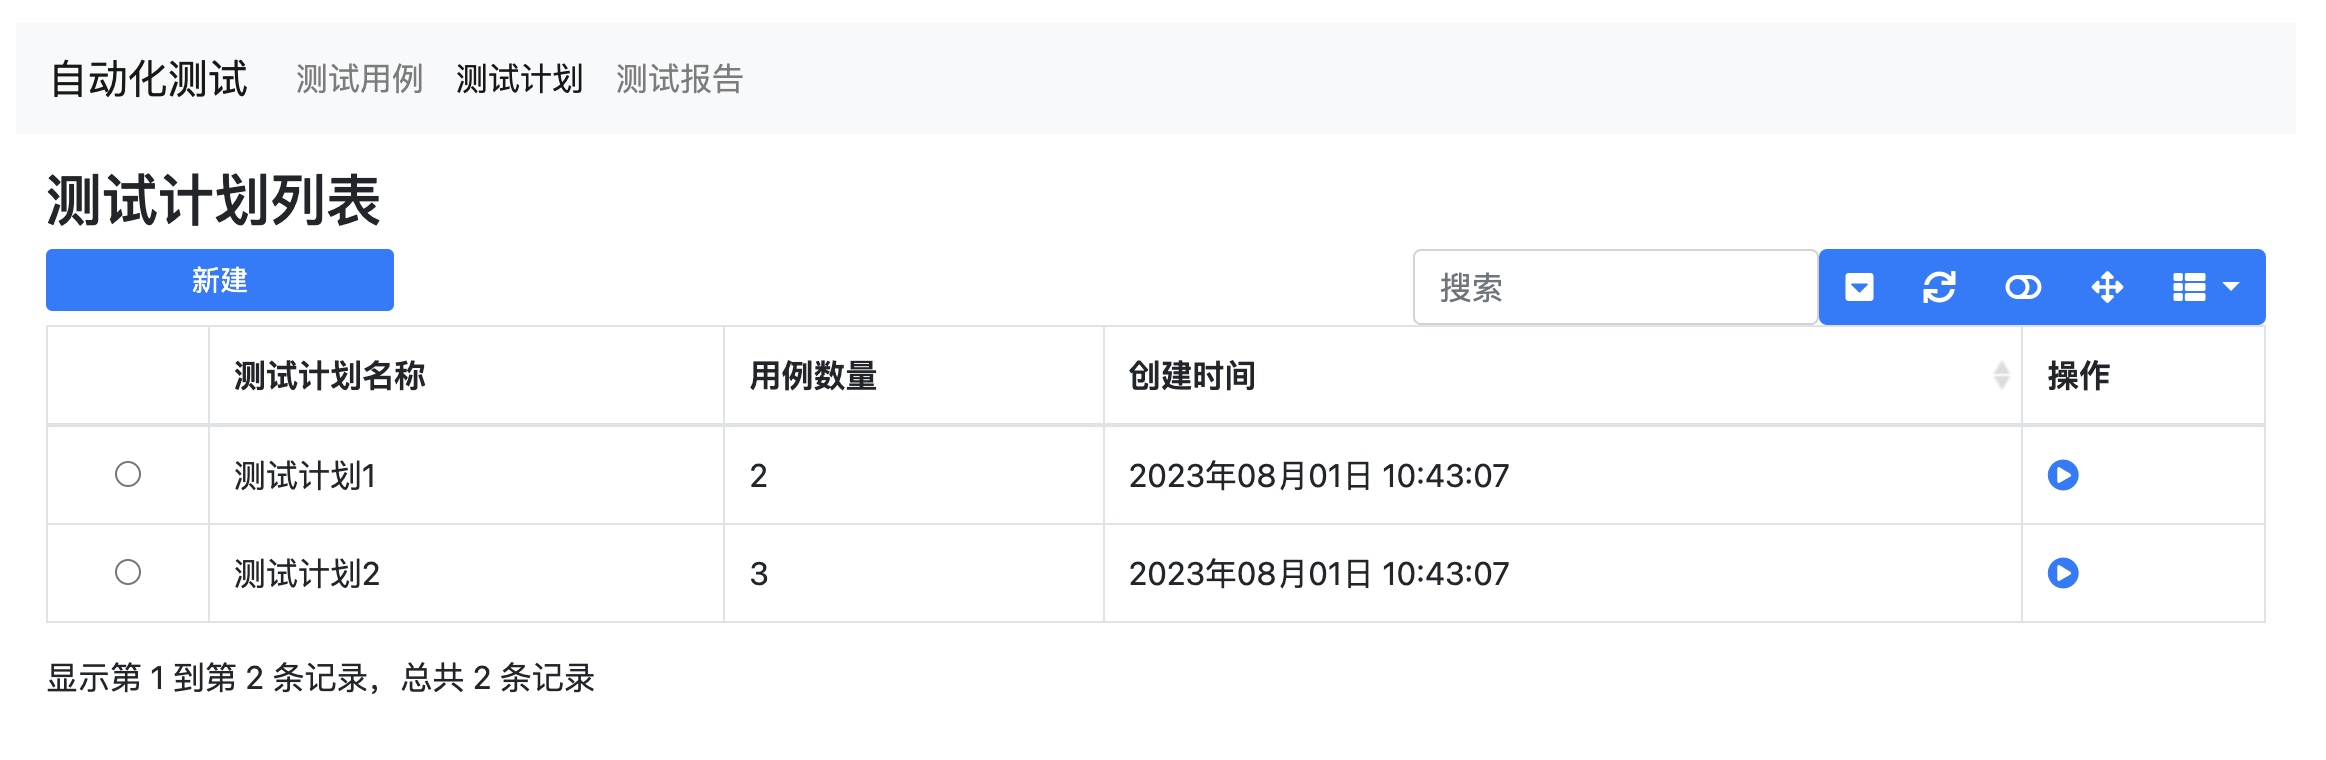 自动化测试 测试用例 测试计划 测试报告
测试计划列表
新建 搜索
测试计划名称 用例数量 创建时间 操作
测试计划1 2 2023年08月01日 10:43:07
测试计划2 3 2023年08月01日 10:43:07
显示第 1 到第 2 条记录，总共 2 条记录